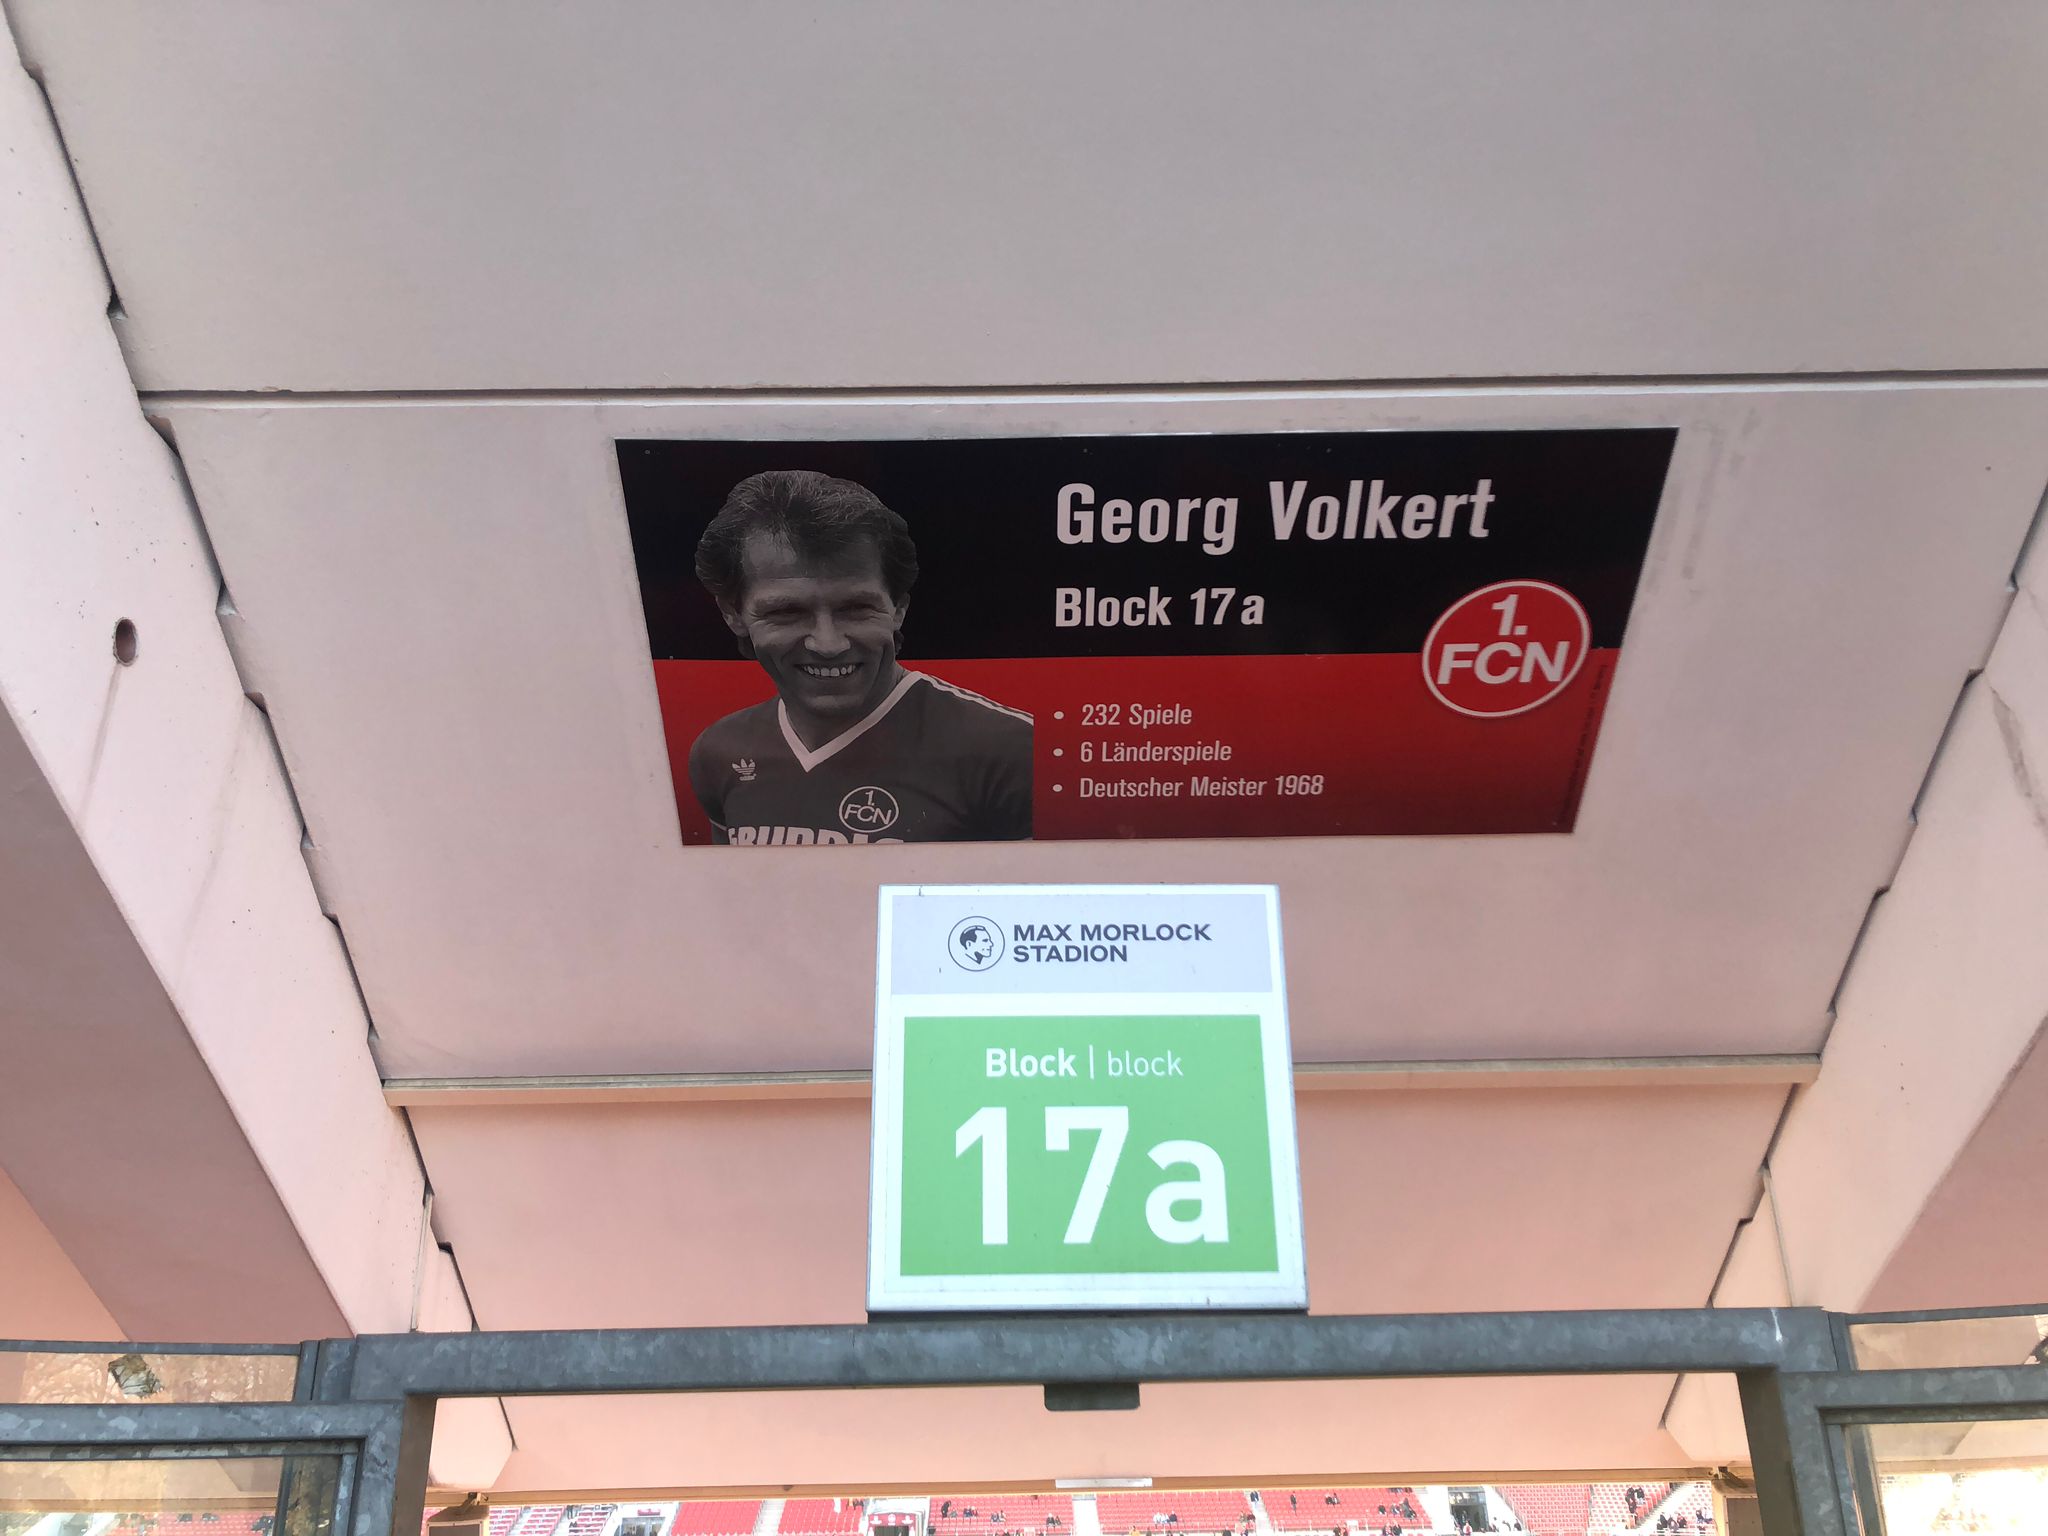 Georg Volkert
Block 17a
1.
FCN
• 232 Spiele
• 6 Länderspiele
• Deutscher Meister 1968
1.
FCN
GRUNDIG
MAX MORLOCK
STADION
Block | block
17a